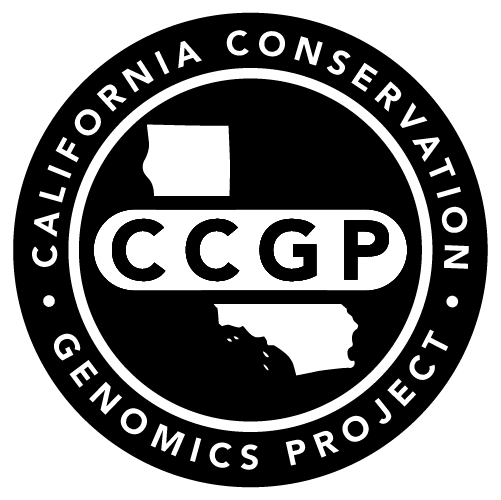 CALIFORNIA CONSERVATION
CCGP
• GENOMICS PROJECT •